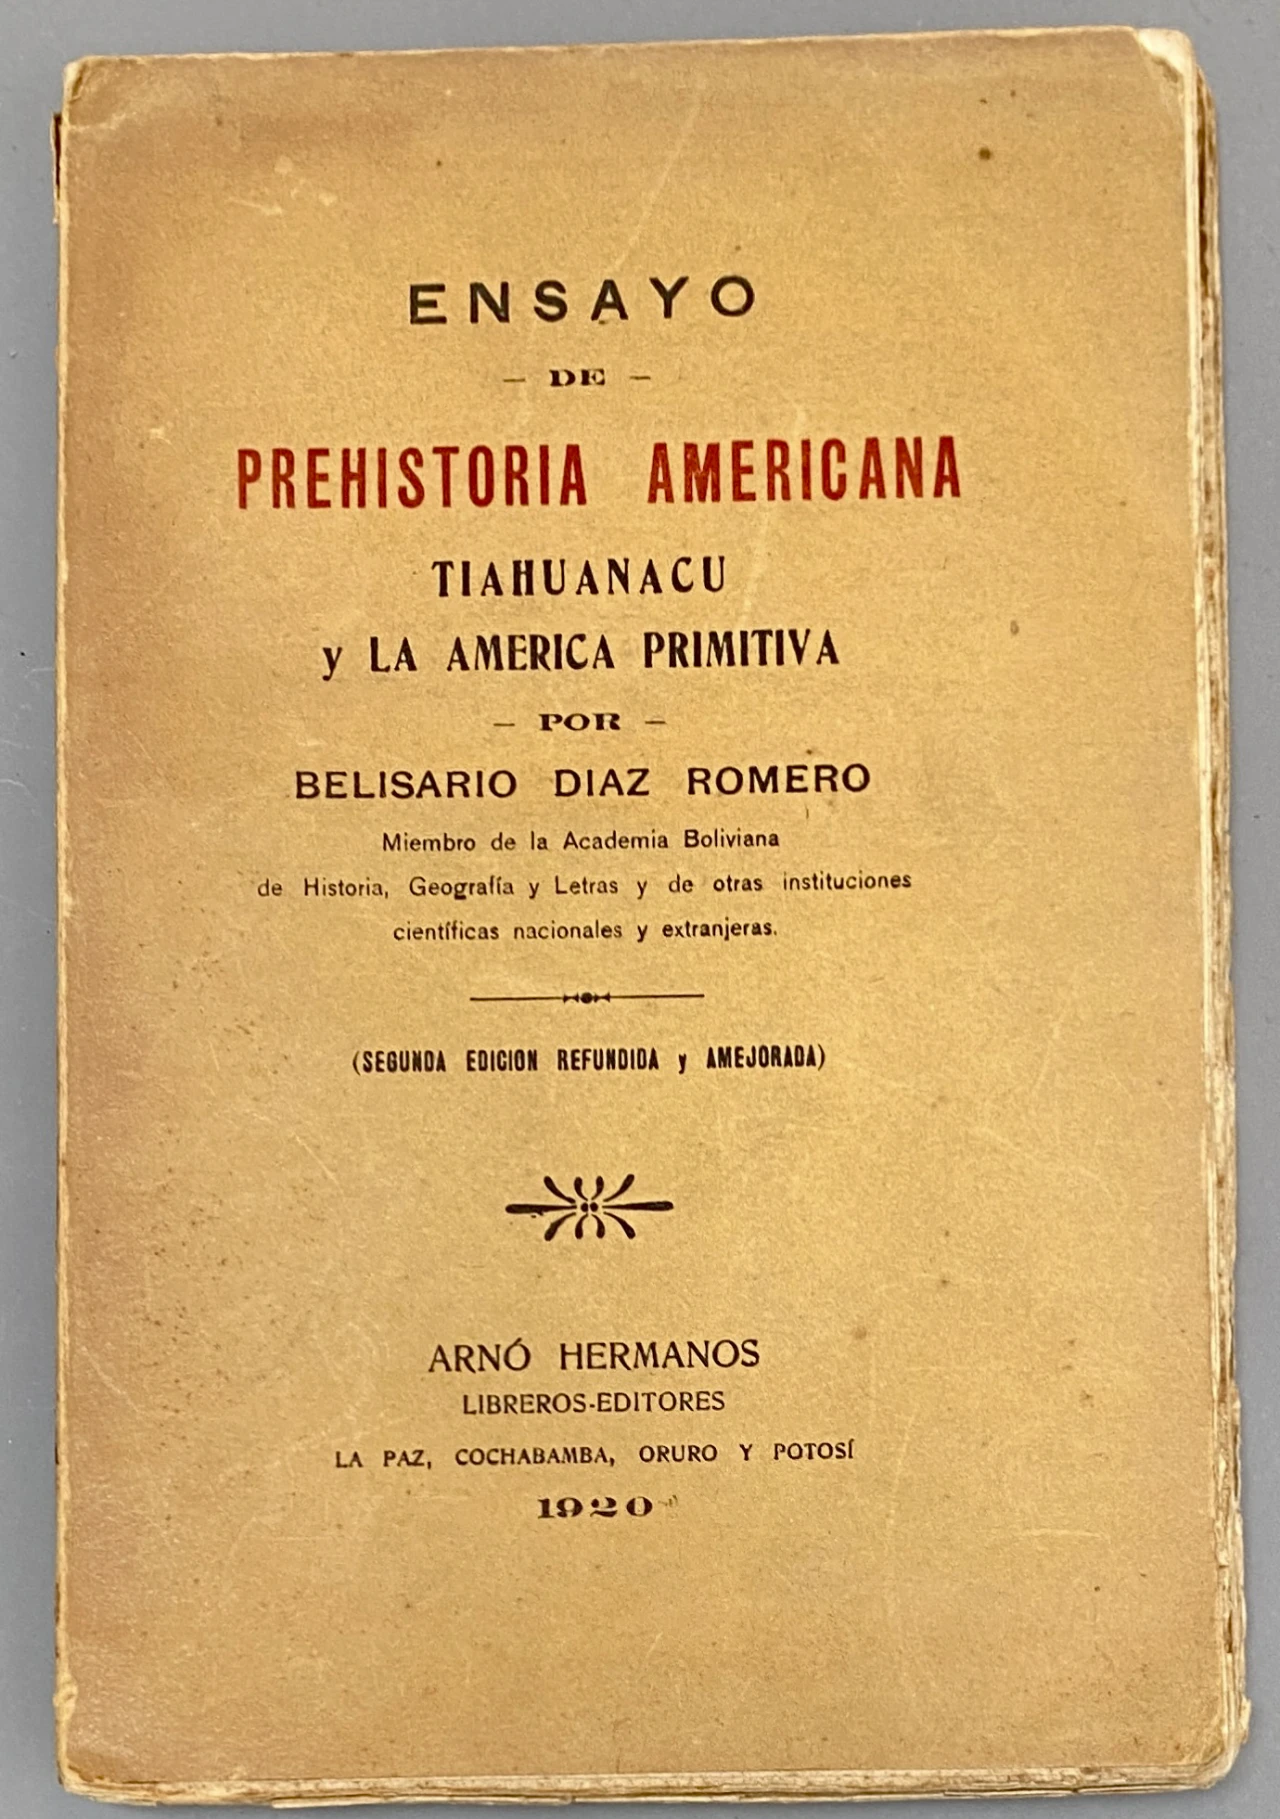 ENSAYO
– DE –
PREHISTORIA AMERICANA
TIAHUANACU
y LA AMERICA PRIMITIVA
– POR –
BELISARIO DIAZ ROMERO
Miembro de la Academia Boliviana
de Historia, Geografía y Letras y de otras instituciones
científicas nacionales y extranjeras.
(SEGUNDA EDICION REFUNDIDA y AMEJORADA)
ARNÓ HERMANOS
LIBREROS-EDITORES
LA PAZ, COCHABAMBA, ORURO Y POTOSÍ
1920